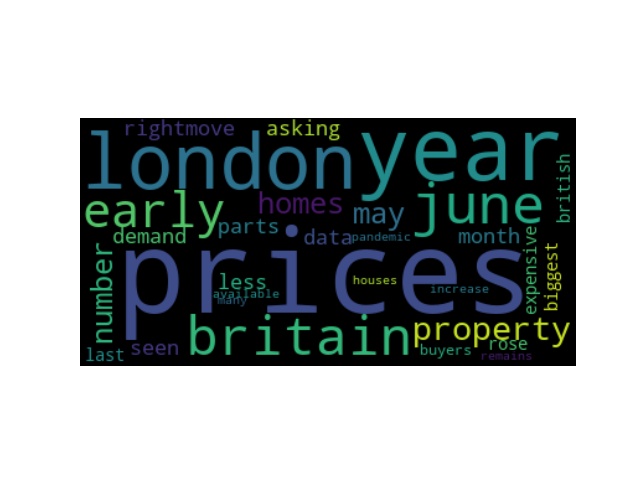 rightmove asking
london year
early homes may june british
demand parts data pandemic month
number prices expensive biggest
less houses
available increase
many
britain property
last seen buyers rose
remains